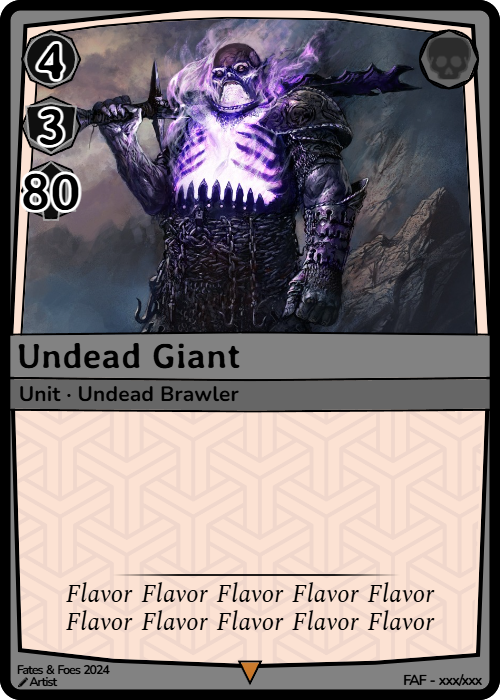 4
3
80
Undead Giant
Unit · Undead Brawler
Flavor Flavor Flavor Flavor Flavor
Flavor Flavor Flavor Flavor Flavor
Fates & Foes 2024
Artist
FAF - xxx/xxx